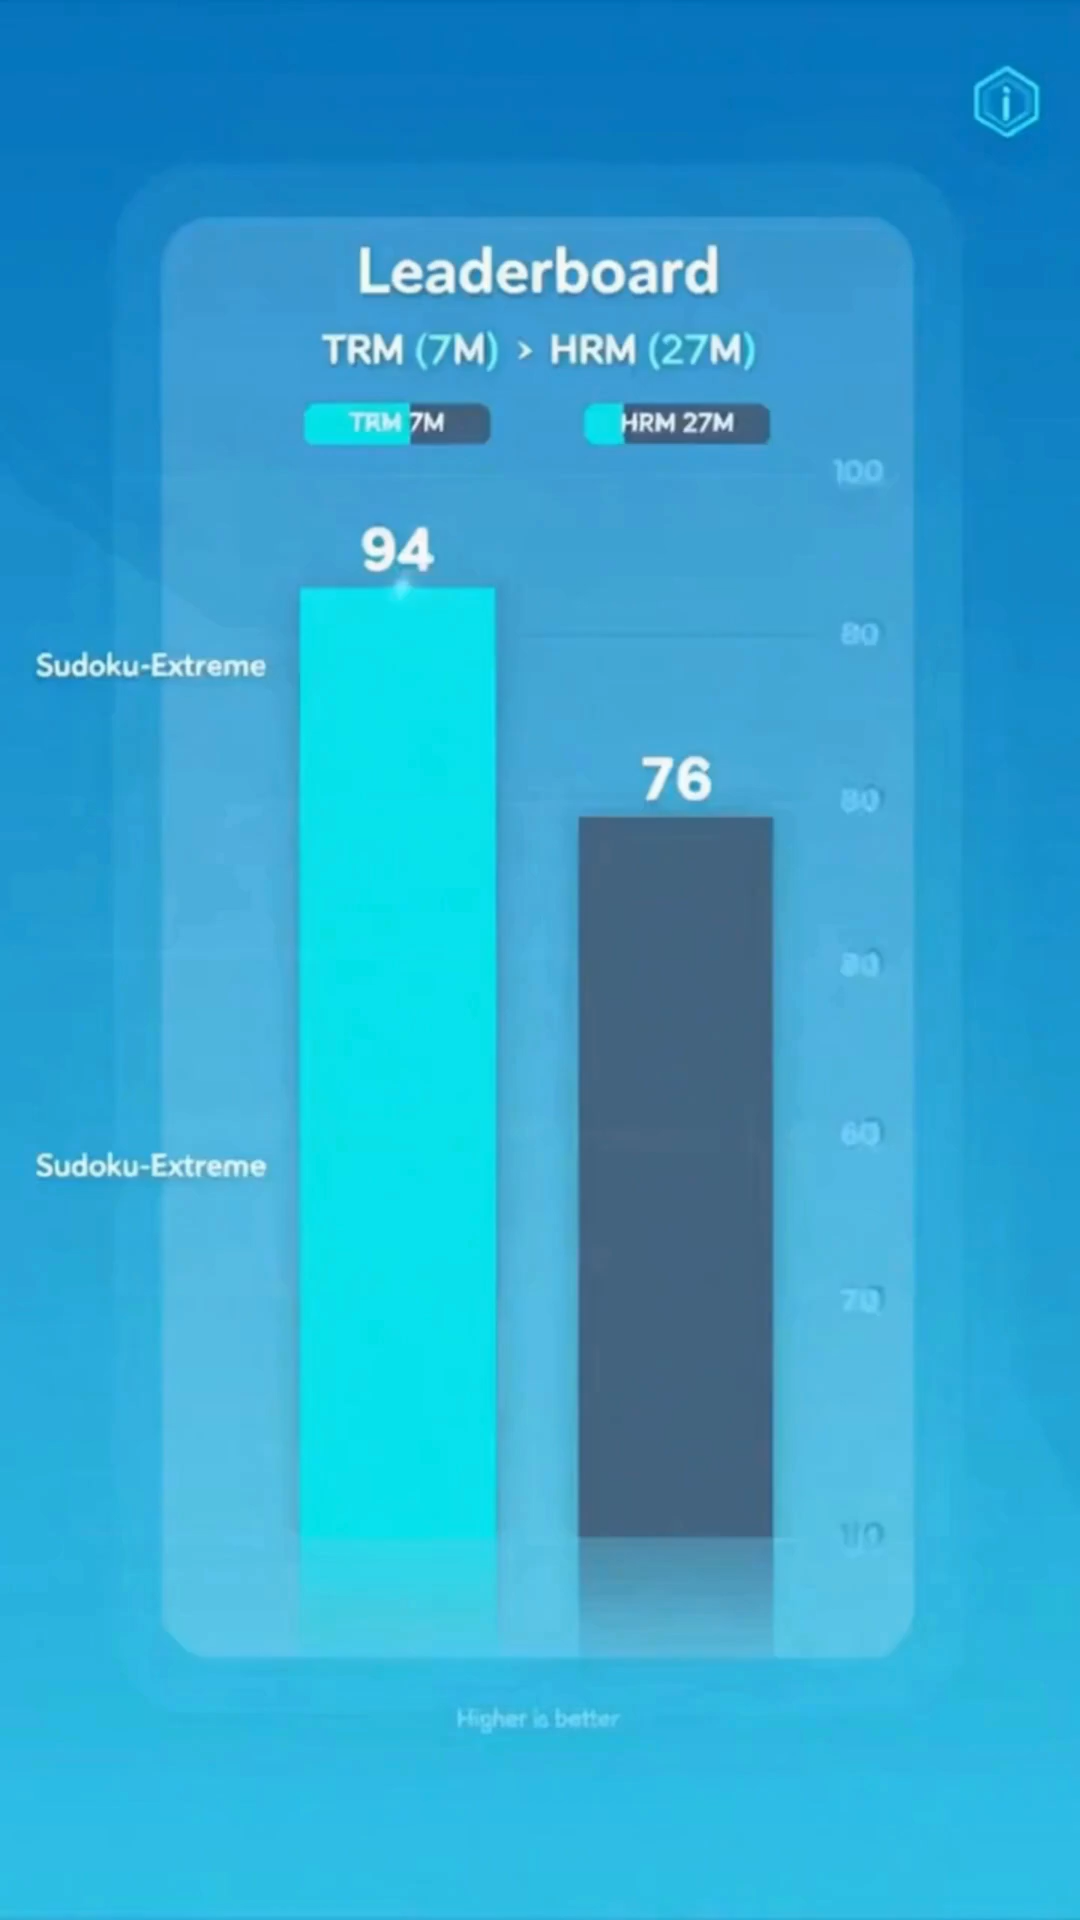 Leaderboard
TRM (7M) > HRM (27M)
TRM 7M
HRM 27M
100
94
80
Sudoku-Extreme
76
80
60
Sudoku-Extreme
70
Higher is better